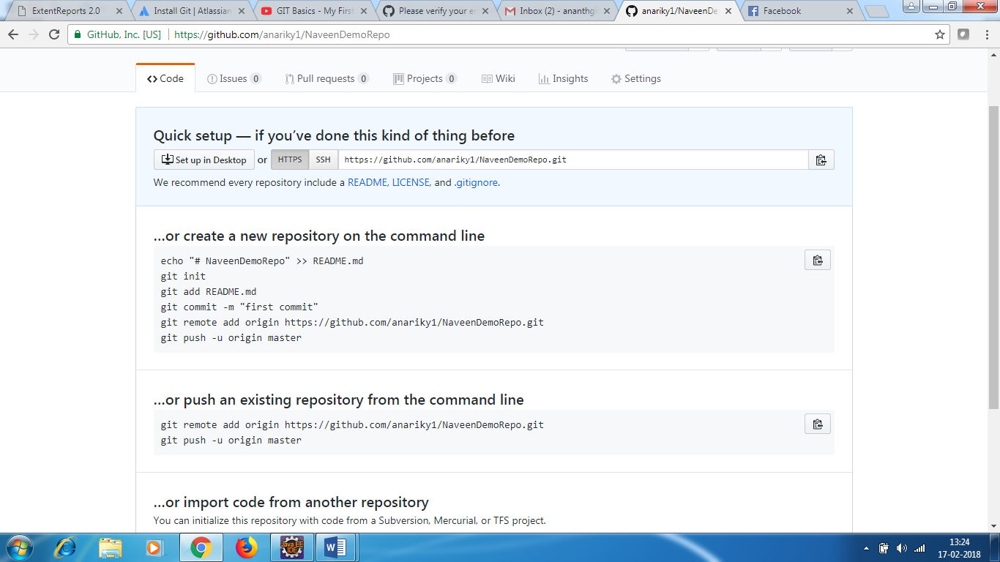 ExtentReports 2.0
Install Git | Atlassian
GIT Basics - My First
Please verify your e
Inbox (2) - ananthg
anariky1/NaveenDe
Facebook
GitHub, Inc. [US] https://github.com/anariky1/NaveenDemoRepo
Code Issues 0 Pull requests 0 Projects 0 Wiki Insights Settings
Quick setup — if you’ve done this kind of thing before
Set up in Desktop or HTTPS SSH https://github.com/anariky1/NaveenDemoRepo.git
We recommend every repository include a README, LICENSE, and .gitignore.
…or create a new repository on the command line
echo "# NaveenDemoRepo" >> README.md
git init
git add README.md
git commit -m "first commit"
git remote add origin https://github.com/anariky1/NaveenDemoRepo.git
git push -u origin master
…or push an existing repository from the command line
git remote add origin https://github.com/anariky1/NaveenDemoRepo.git
git push -u origin master
…or import code from another repository
You can initialize this repository with code from a Subversion, Mercurial, or TFS project.
Java EE
IDE
W
13:24
17-02-2018